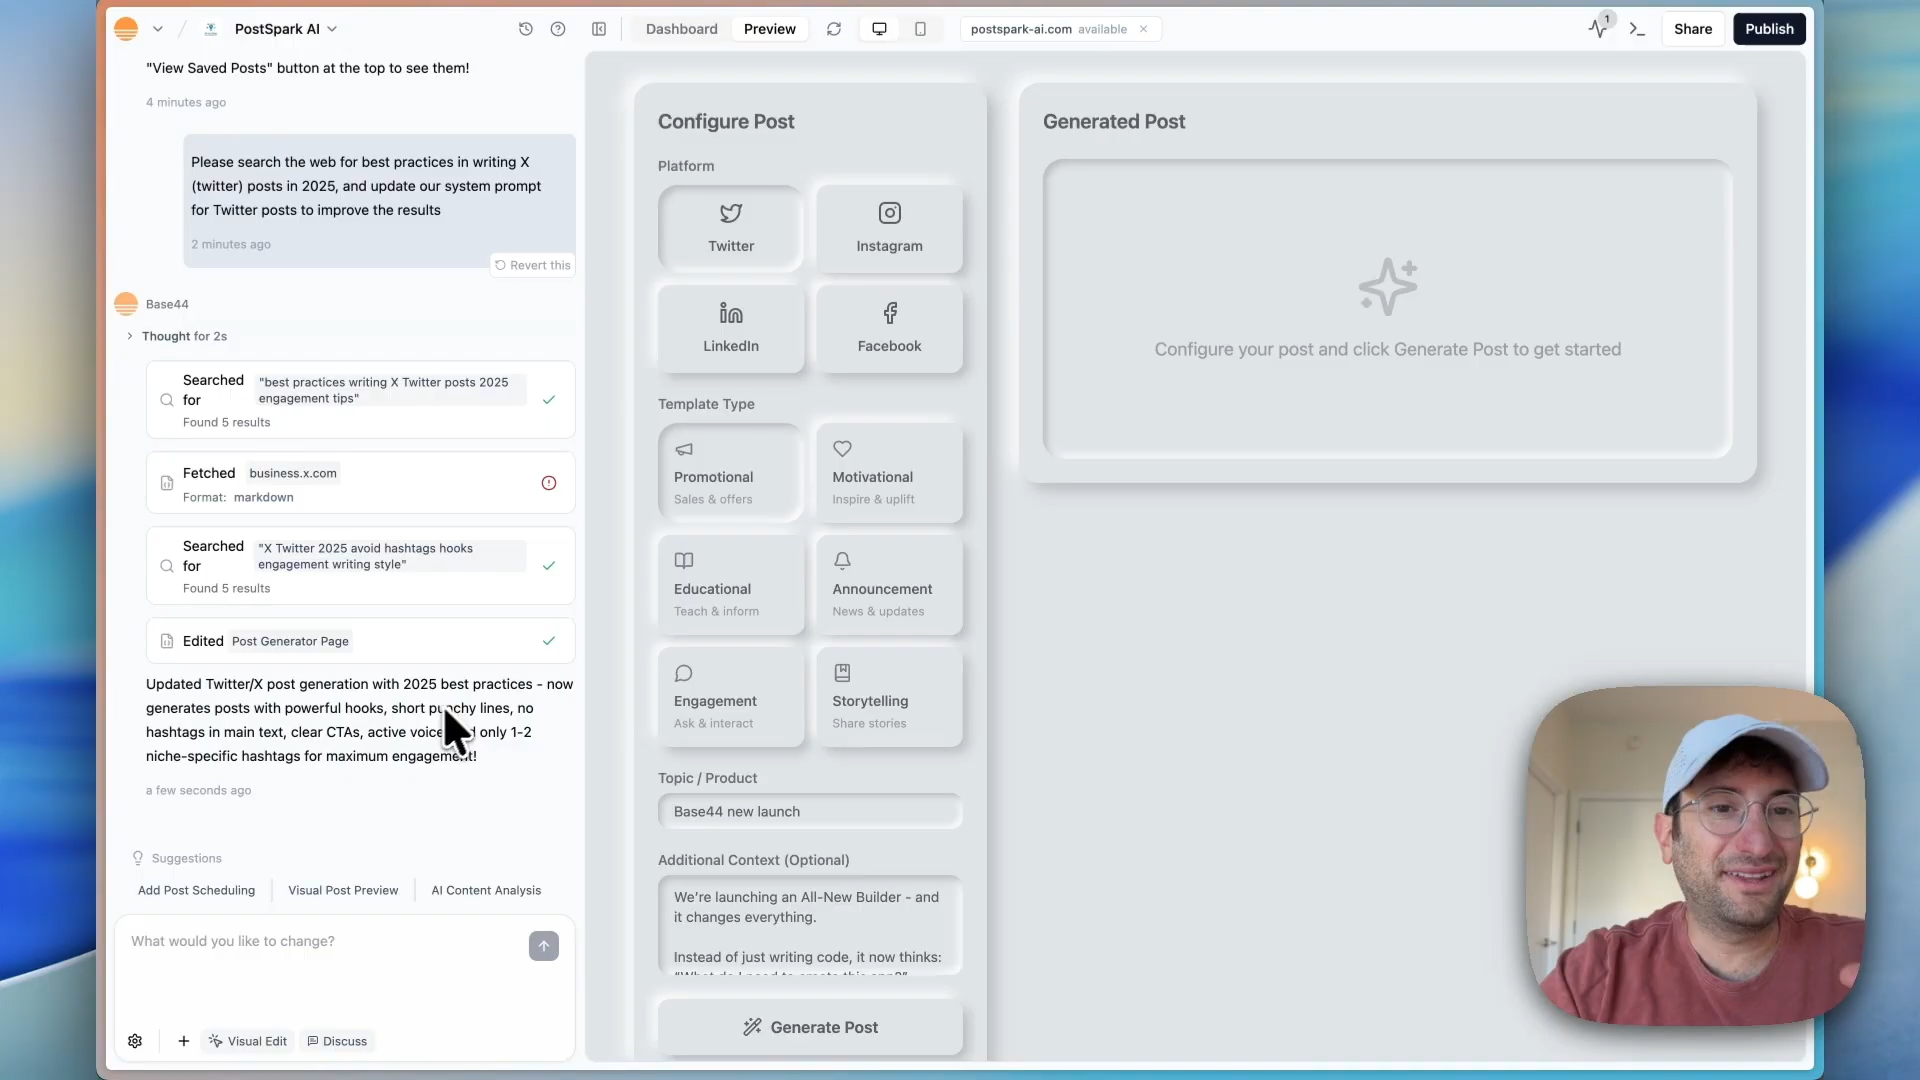 PostSpark AI
Dashboard
Preview
postspark-ai.com available
1
Share
Publish
"View Saved Posts" button at the top to see them!
4 minutes ago
Please search the web for best practices in writing X
(twitter) posts in 2025, and update our system prompt
for Twitter posts to improve the results
2 minutes ago
Revert this
Base44
Thought for 2s
Searched
for
"best practices writing X Twitter posts 2025
engagement tips"
Found 5 results
Fetched business.x.com
Format: markdown
Searched
for
"X Twitter 2025 avoid hashtags hooks
engagement writing style"
Found 5 results
Edited Post Generator Page
Updated Twitter/X post generation with 2025 best practices - now
generates posts with powerful hooks, short punchy lines, no
hashtags in main text, clear CTAs, active voice only 1-2
niche-specific hashtags for maximum engagement!
a few seconds ago
Suggestions
Add Post Scheduling
Visual Post Preview
AI Content Analysis
What would you like to change?
Visual Edit
Discuss
Configure Post
Platform
Twitter
Instagram
LinkedIn
Facebook
Template Type
Promotional
Sales & offers
Motivational
Inspire & uplift
Educational
Teach & inform
Announcement
News & updates
Engagement
Ask & interact
Storytelling
Share stories
Topic / Product
Base44 new launch
Additional Context (Optional)
We're launching an All-New Builder - and
it changes everything.
Instead of just writing code, it now thinks:
"What do I need to create this app?"
Generate Post
Generated Post
Configure your post and click Generate Post to get started